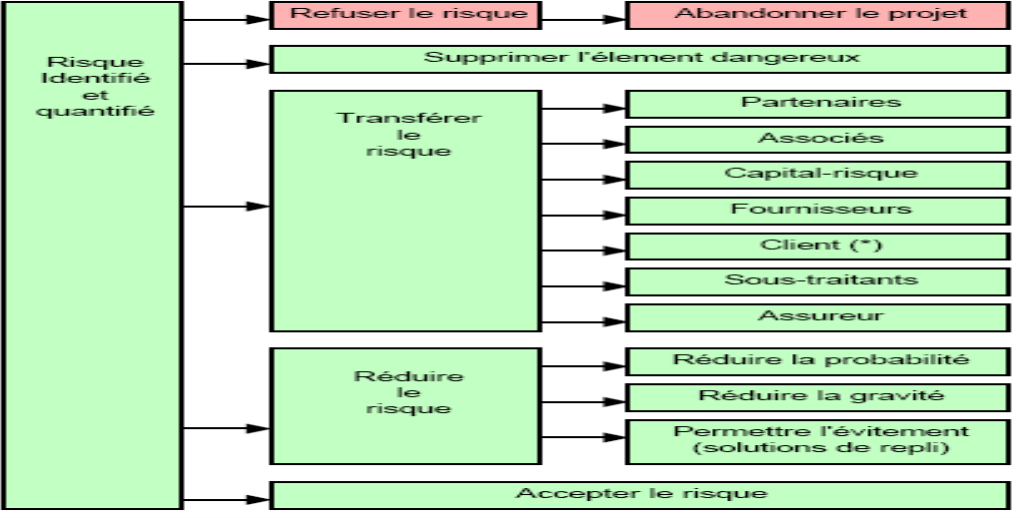 Risque
Identifié
et
quantifié
Refuser le risque
Abandonner le projet
Supprimer l'élement dangereux
Transférer
le
risque
Partenaires
Associés
Capital-risque
Fournisseurs
Client (*)
Sous-traitants
Assureur
Réduire
le
risque
Réduire la probabilité
Réduire la gravité
Permettre l'évitement
(solutions de repli)
Accepter le risque